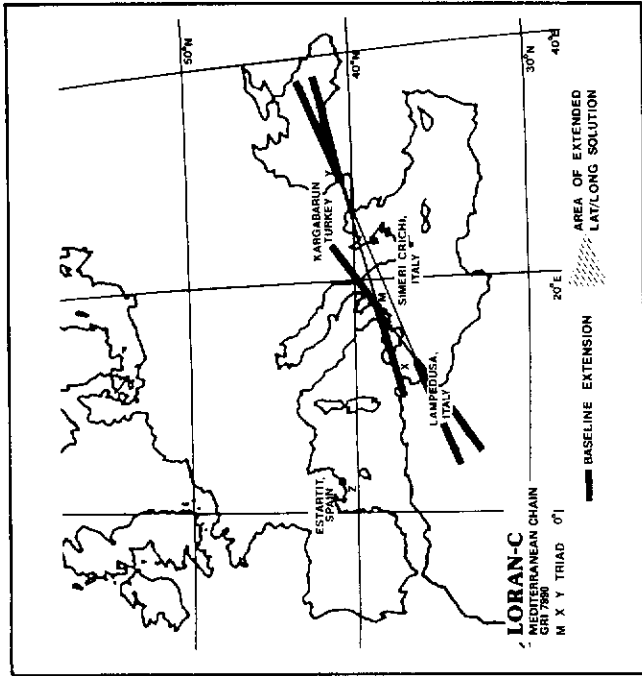 50°N
40°N
30°N
40°E
20°E
KARGABARUN
TURKEY
Y
M
SIMERI CRICHI,
ITALY
X
LAMPEDUSA,
ITALY
ESTARTIT,
SPAIN
Z
LORAN-C
MEDITERRANEAN CHAIN
GRI 7990
M X Y TRIAD 0°
BASELINE EXTENSION
AREA OF EXTENDED
LAT/LONG SOLUTION